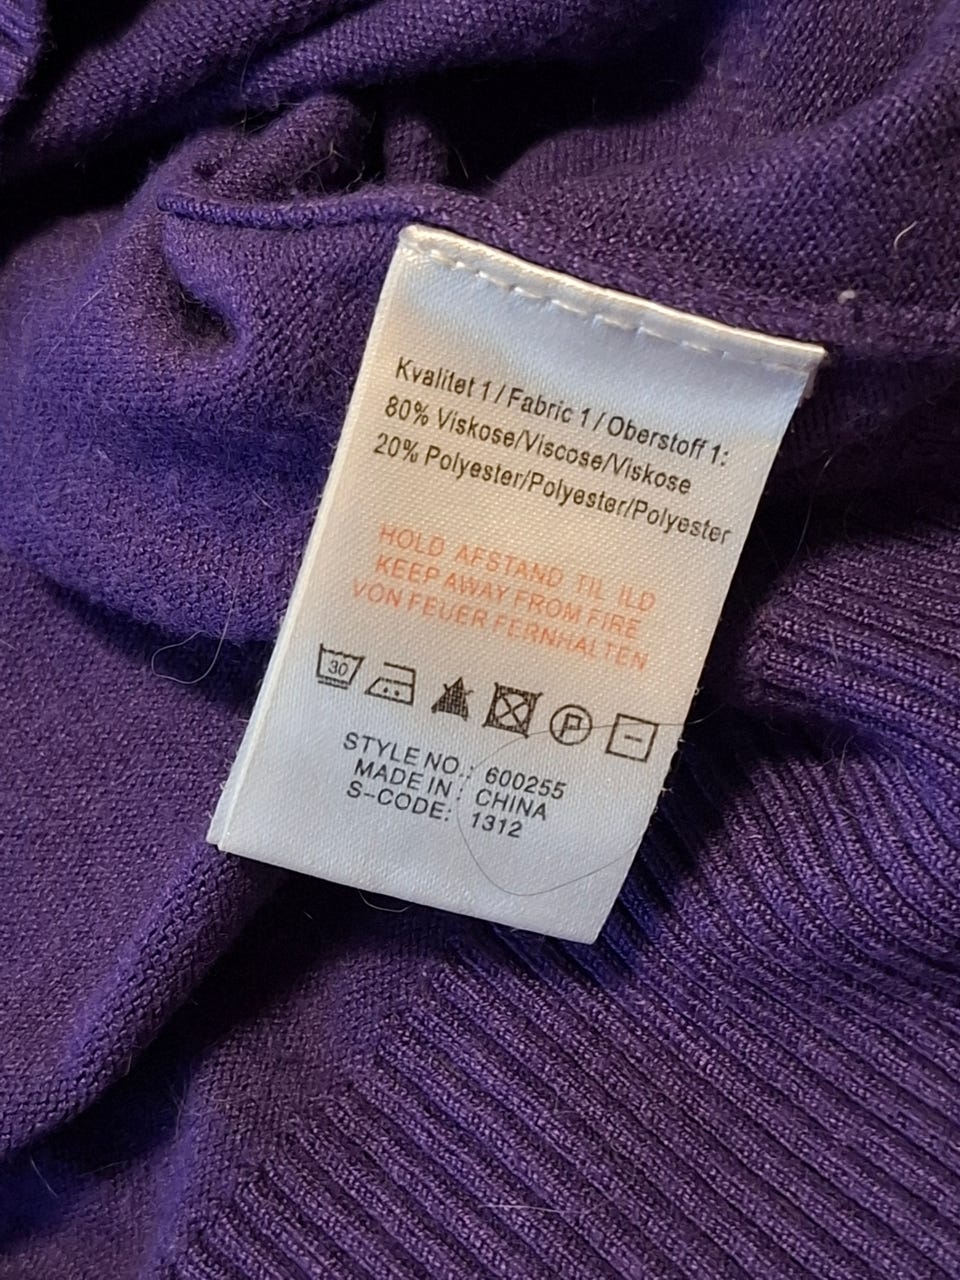 Kvalitet 1 / Fabric 1 / Oberstoff 1:
80% Viskose/Viscose/Viskose
20% Polyester/Polyester/Polyester
HOLD AFSTAND TIL ILD
KEEP AWAY FROM FIRE
VON FEUER FERNHALTEN
30 P
STYLE NO.: 600255
MADE IN: CHINA
S-CODE: 1312